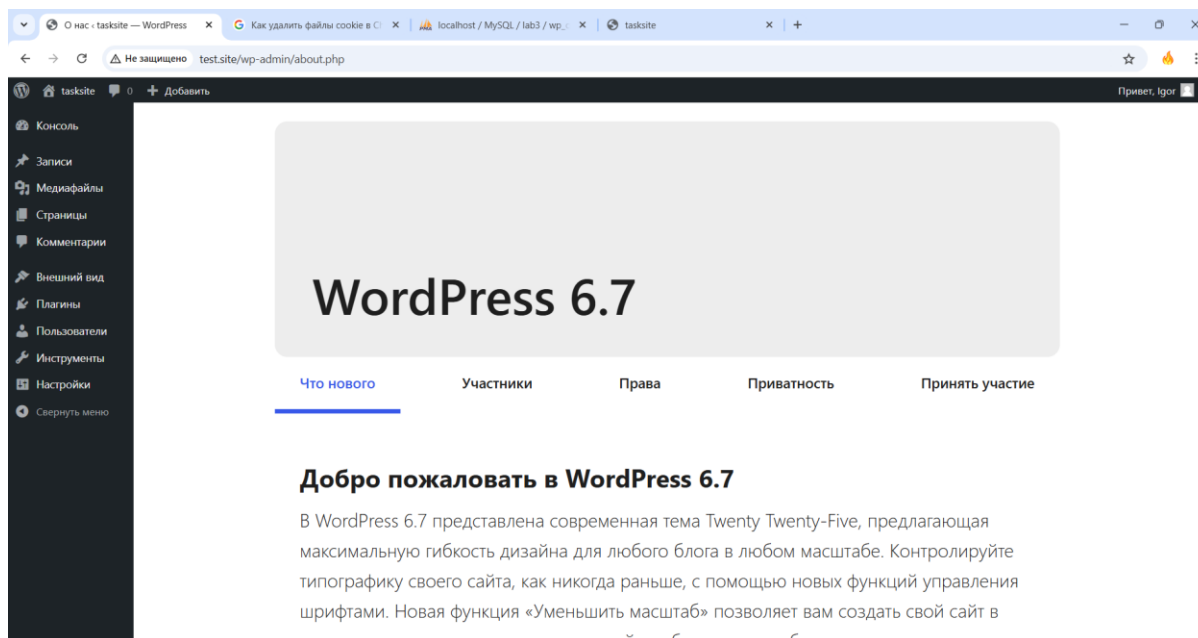 О нас ‹ tasksite — WordPress
Как удалить файлы cookie в C
localhost / MySQL / lab3 / wp_
tasksite
Не защищено
test.site/wp-admin/about.php
tasksite
0
Добавить
Привет, Igor
Консоль
Записи
Медиафайлы
Страницы
Комментарии
Внешний вид
Плагины
Пользователи
Инструменты
Настройки
Свернуть меню
WordPress 6.7
Что нового
Участники
Права
Приватность
Принять участие
Добро пожаловать в WordPress 6.7
В WordPress 6.7 представлена современная тема Twenty Twenty-Five, предлагающая
максимальную гибкость дизайна для любого блога в любом масштабе. Контролируйте
типографику своего сайта, как никогда раньше, с помощью новых функций управления
шрифтами. Новая функция «Уменьшить масштаб» позволяет вам создать свой сайт в